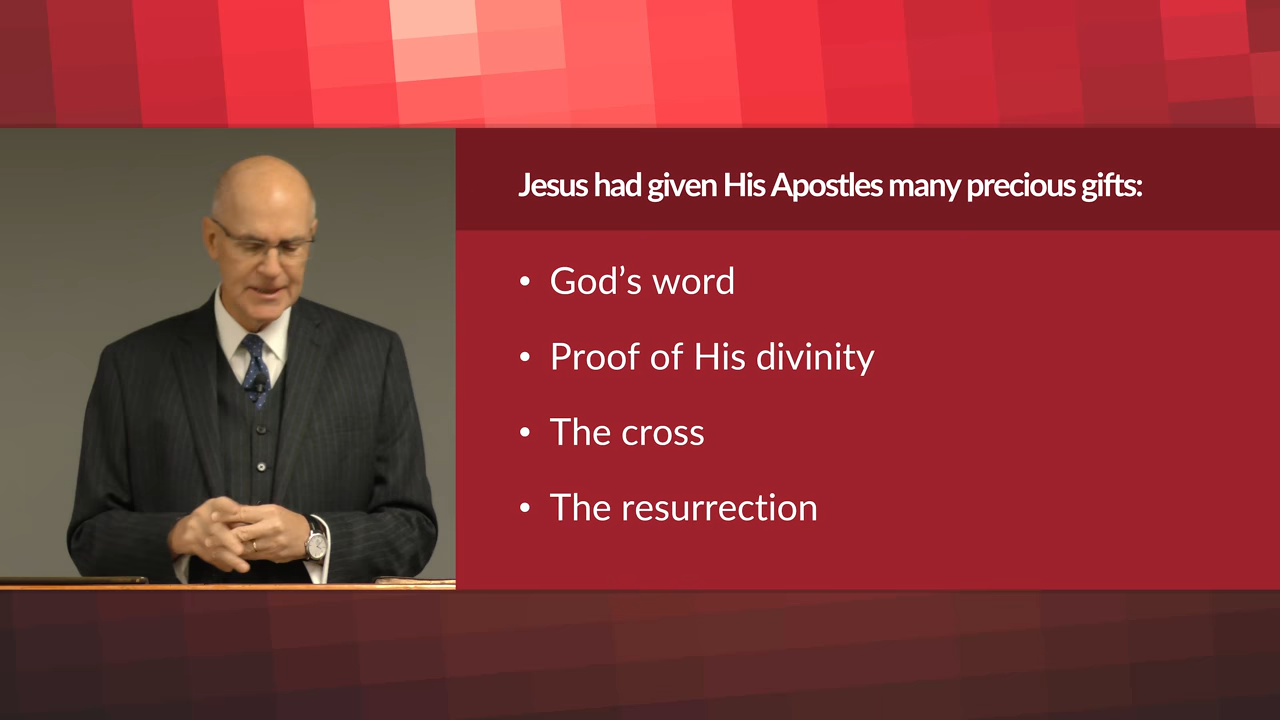 Jesus had given His Apostles many precious gifts:
• God’s word
• Proof of His divinity
• The cross
• The resurrection